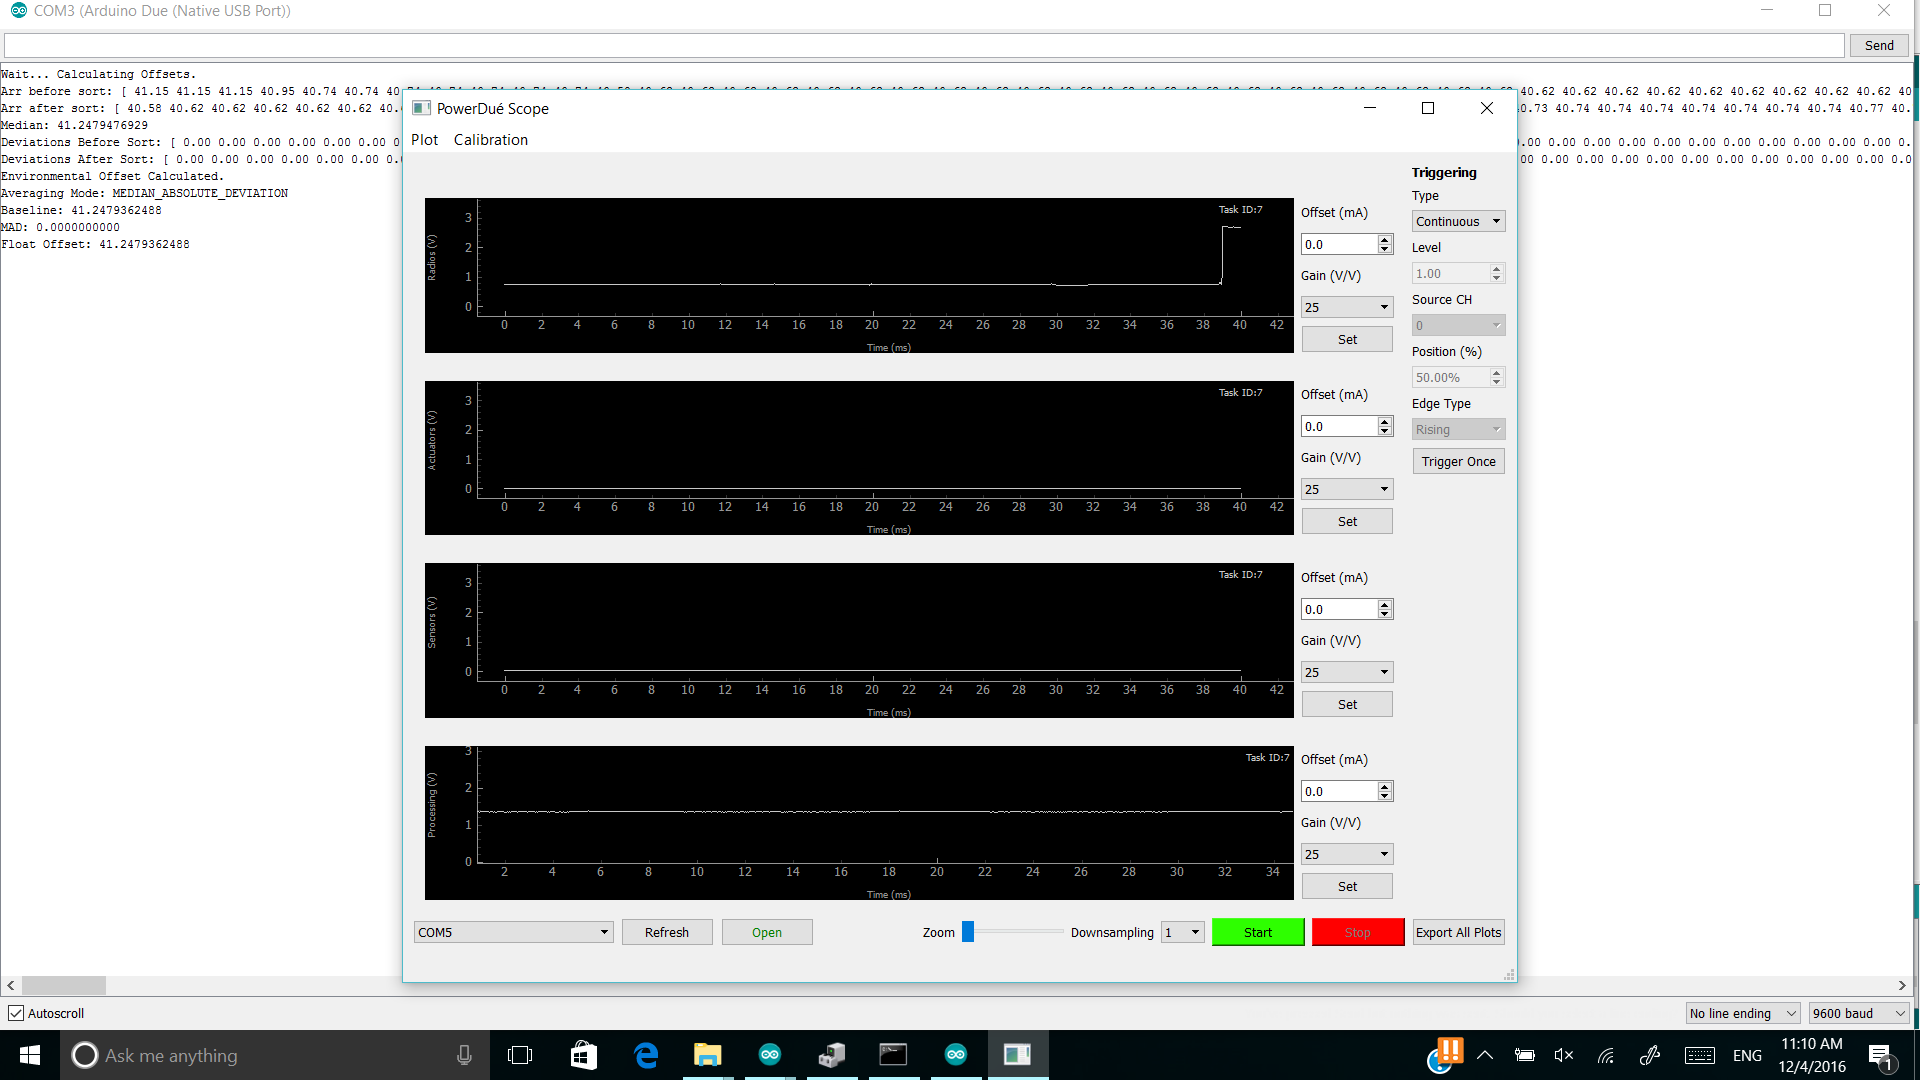 COM3 (Arduino Due (Native USB Port))
Send
Wait... Calculating Offsets.
Arr before sort: [ 41.15 41.15 41.15 40.95 40.74 40.74 40
Arr after sort: [ 40.58 40.62 40.62 40.62 40.62 40.62 40.
Median: 41.2479476929
Deviations Before Sort: [ 0.00 0.00 0.00 0.00 0.00 0.00 0
Deviations After Sort: [ 0.00 0.00 0.00 0.00 0.00 0.00 0.0
Environmental Offset Calculated.
Averaging Mode: MEDIAN_ABSOLUTE_DEVIATION
Baseline: 41.2479362488
MAD: 0.0000000000
Float Offset: 41.2479362488
40.62 40.62 40.62 40.62 40.62 40.62 40.62 40.62 40.62 40.62 40
0.73 40.74 40.74 40.74 40.74 40.74 40.74 40.74 40.74 40.77 40.
.00 0.00 0.00 0.00 0.00 0.00 0.00 0.00 0.00 0.00 0.00 0.
00 0.00 0.00 0.00 0.00 0.00 0.00 0.00 0.00 0.00 0.00 0.0
PowerDué Scope
Plot Calibration
Radios (V)
3
2
1
0
Task ID:7
0 2 4 6 8 10 12 14 16 18 20 22 24 26 28 30 32 34 36 38 40 42
Time (ms)
Offset (mA)
0.0
Gain (V/V)
25
Set
Actuators (V)
3
2
1
0
Task ID:7
0 2 4 6 8 10 12 14 16 18 20 22 24 26 28 30 32 34 36 38 40 42
Time (ms)
Offset (mA)
0.0
Gain (V/V)
25
Set
Sensors (V)
3
2
1
0
Task ID:7
0 2 4 6 8 10 12 14 16 18 20 22 24 26 28 30 32 34 36 38 40 42
Time (ms)
Offset (mA)
0.0
Gain (V/V)
25
Set
Processing (V)
3
2
1
0
Task ID:7
2 4 6 8 10 12 14 16 18 20 22 24 26 28 30 32 34
Time (ms)
Offset (mA)
0.0
Gain (V/V)
25
Set
Triggering
Type
Continuous
Level
1.00
Source CH
0
Position (%)
50.00%
Edge Type
Rising
Trigger Once
COM5 Refresh Open Zoom Downsampling 1 Start Stop Export All Plots
Autoscroll No line ending 9600 baud
Ask me anything
ENG
11:10 AM
12/4/2016
1